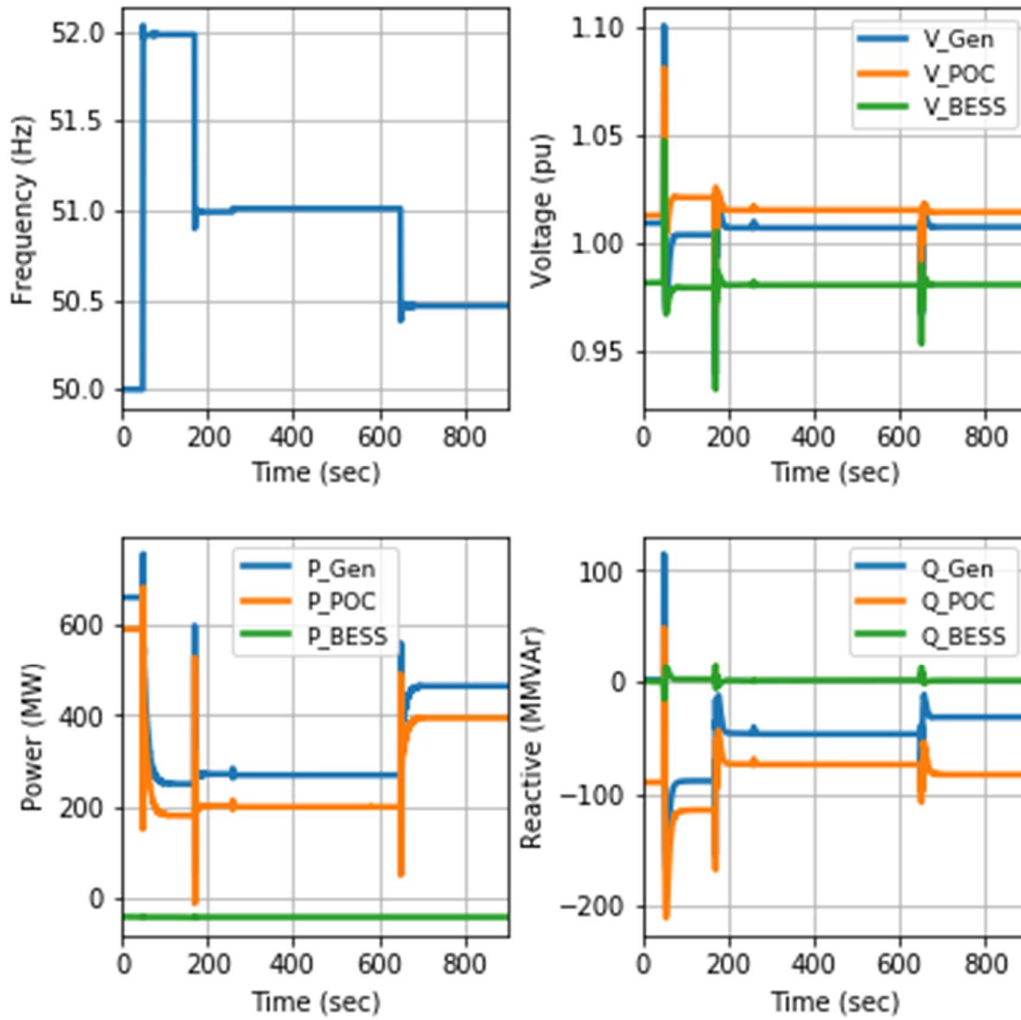 Frequency (Hz)
52.0
51.5
51.0
50.5
50.0
0 200 400 600 800
Time (sec)
Voltage (pu)
1.10
1.05
1.00
0.95
V_Gen
V_POC
V_BESS
0 200 400 600 800
Time (sec)
Power (MW)
600
400
200
0
P_Gen
P_POC
P_BESS
0 200 400 600 800
Time (sec)
Reactive (MMVAr)
100
0
−100
−200
Q_Gen
Q_POC
Q_BESS
0 200 400 600 800
Time (sec)